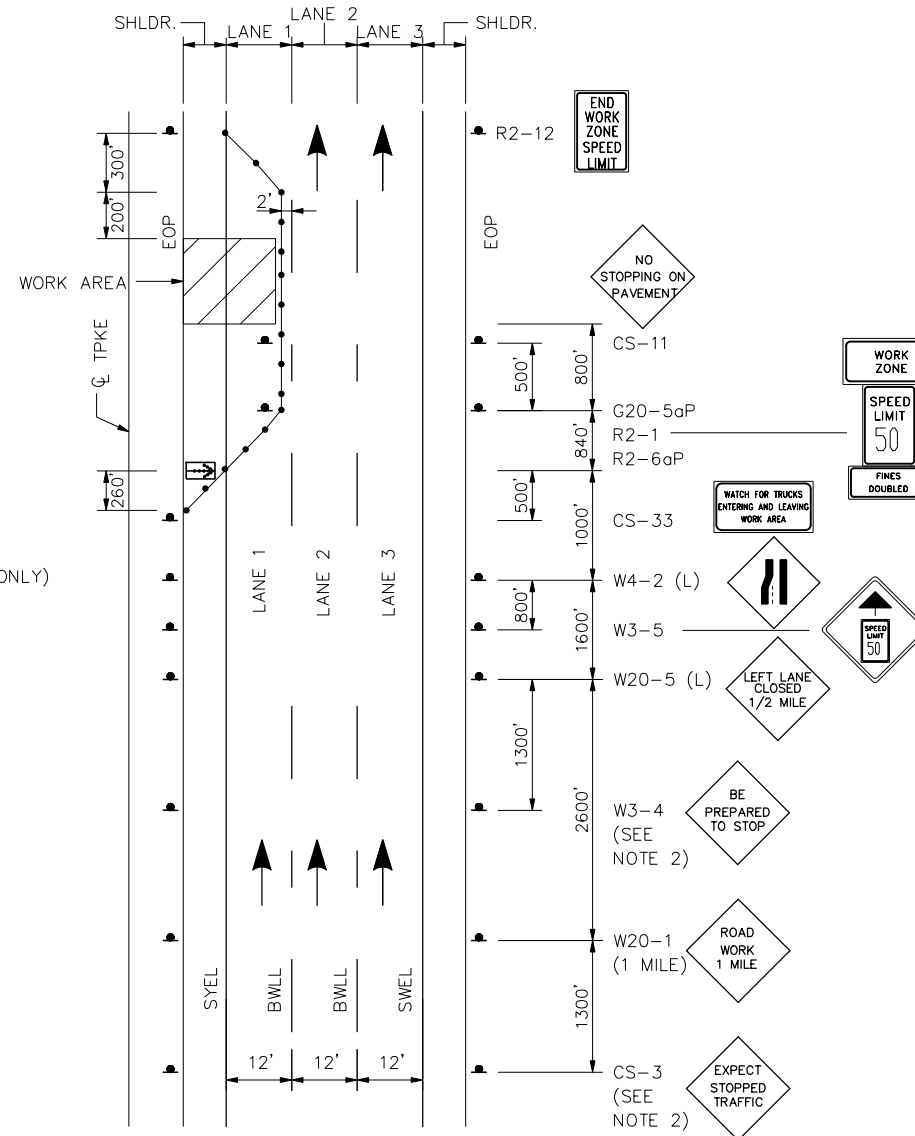 LANE 2
SHLDR.
LANE 1
LANE 3
SHLDR.
R2-12
END
WORK
ZONE
SPEED
LIMIT
300'
200'
2'
EOP
EOP
WORK AREA
NO
STOPPING ON
PAVEMENT
℄ TPKE
CS-11
500'
800'
WORK
ZONE
G20-5aP
R2-1
R2-6aP
840'
SPEED
LIMIT
50
FINES
DOUBLED
260'
500'
1000'
CS-33
WATCH FOR TRUCKS
ENTERING AND LEAVING
WORK AREA
ONLY)
LANE 1
LANE 2
LANE 3
W4-2 (L)
800'
1600'
W3-5
SPEED
LIMIT
50
W20-5 (L)
LEFT LANE
CLOSED
1/2 MILE
1300'
2600'
W3-4
(SEE
NOTE 2)
BE
PREPARED
TO STOP
W20-1
(1 MILE)
ROAD
WORK
1 MILE
SYEL
BWLL
BWLL
SWEL
1300'
12'
12'
12'
CS-3
(SEE
NOTE 2)
EXPECT
STOPPED
TRAFFIC